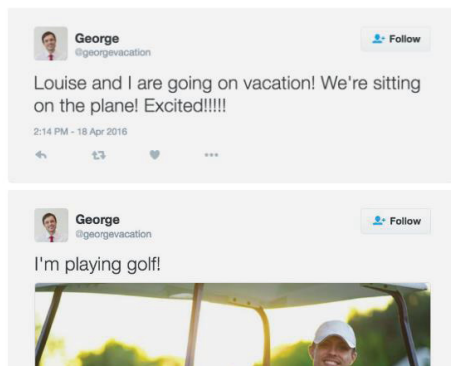 George
Follow
@georgevacation
Louise and I are going on vacation! We're sitting
on the plane! Excited!!!!!
2:14 PM - 18 Apr 2016
George
Follow
@georgevacation
I'm playing golf!